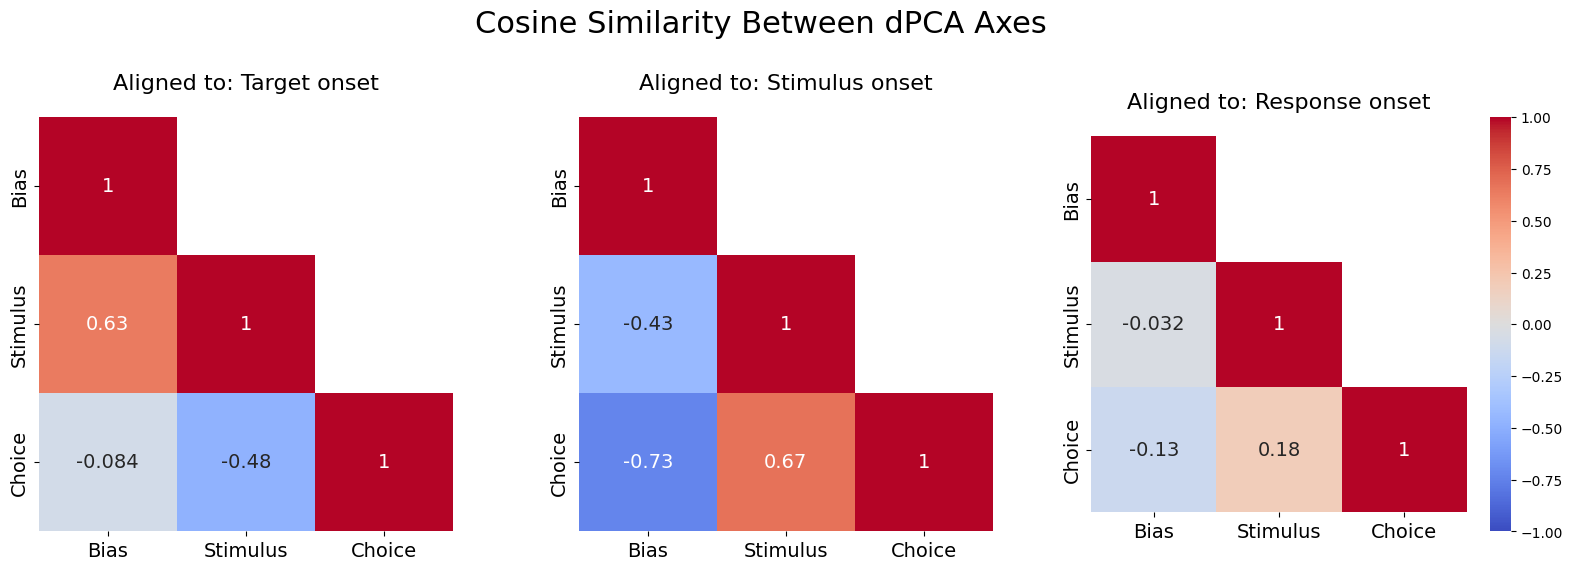 Cosine Similarity Between dPCA Axes
Aligned to: Target onset
Bias
1
Stimulus
0.63
1
Choice
-0.084
-0.48
1
Bias
Stimulus
Choice
Aligned to: Stimulus onset
Bias
1
Stimulus
-0.43
1
Choice
-0.73
0.67
1
Bias
Stimulus
Choice
Aligned to: Response onset
Bias
1
Stimulus
-0.032
1
Choice
-0.13
0.18
1
Bias
Stimulus
Choice
1.00
0.75
0.50
0.25
0.00
−0.25
−0.50
−0.75
−1.00